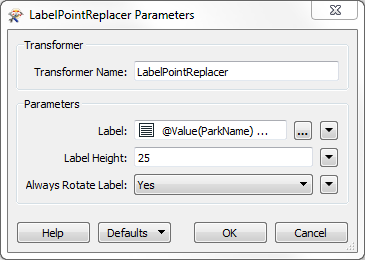 LabelPointReplacer Parameters
Transformer
Transformer Name: LabelPointReplacer
Parameters
Label: @Value(ParkName) ... ...
Label Height: 25
Always Rotate Label: Yes
Help Defaults OK Cancel